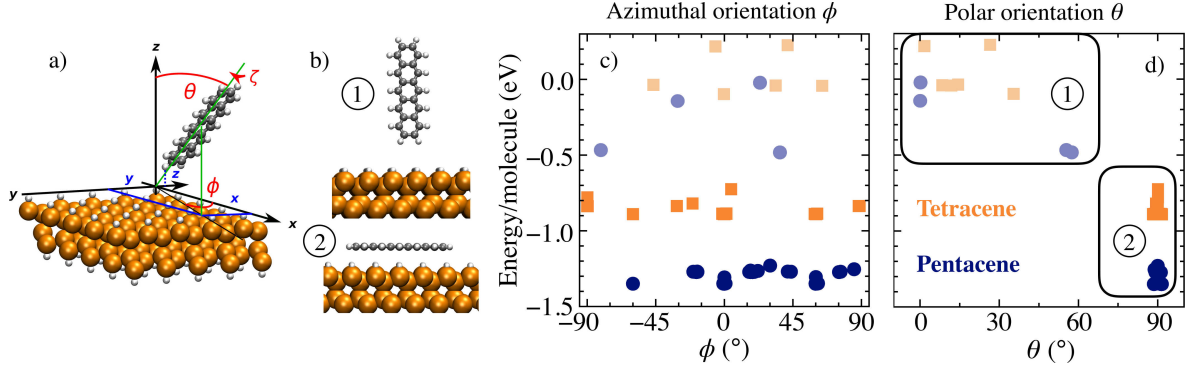 Azimuthal orientation ϕ
Polar orientation θ
a)
z
ζ
θ
y
y
z
ϕ
x
x
b)
1
2
c)
Energy/molecule (eV)
0.0
−0.5
−1.0
−1.5
−90
−45
0
45
90
ϕ (°)
d)
1
Tetracene
2
Pentacene
0
30
60
90
θ (°)